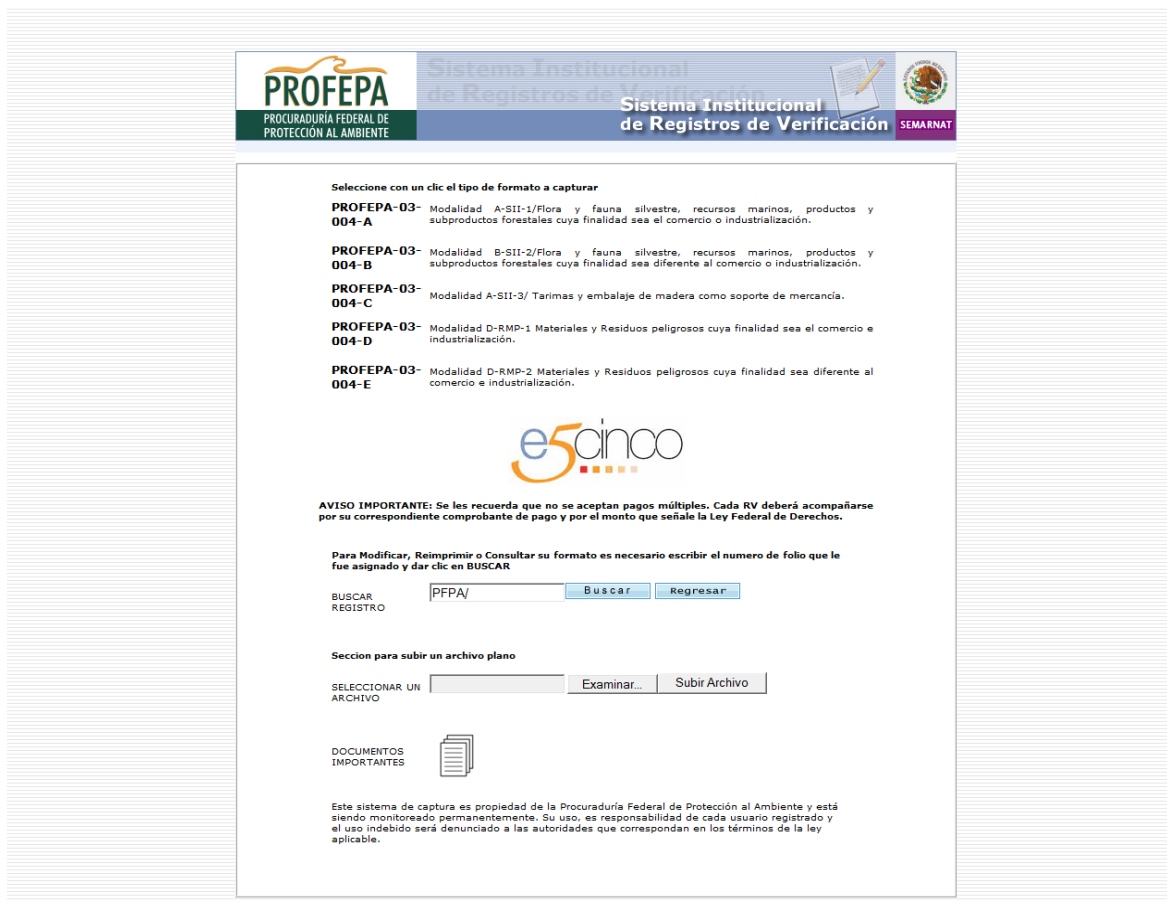 PROFEPA
PROCURADURÍA FEDERAL DE
PROTECCIÓN AL AMBIENTE
Sistema Institucional
de Registros de Verificación
Sistema Institucional
de Registros de Verificación
SEMARNAT
Seleccione con un clic el tipo de formato a capturar
PROFEPA-03-
004-A
Modalidad A-SII-1/Flora y fauna silvestre, recursos marinos, productos y
subproductos forestales cuya finalidad sea el comercio o industrialización.
PROFEPA-03-
004-B
Modalidad B-SII-2/Flora y fauna silvestre, recursos marinos, productos y
subproductos forestales cuya finalidad sea diferente al comercio o industrialización.
PROFEPA-03-
004-C
Modalidad A-SII-3/ Tarimas y embalaje de madera como soporte de mercancía.
PROFEPA-03-
004-D
Modalidad D-RMP-1 Materiales y Residuos peligrosos cuya finalidad sea el comercio e
industrialización.
PROFEPA-03-
004-E
Modalidad D-RMP-2 Materiales y Residuos peligrosos cuya finalidad sea diferente al
comercio e industrialización.
e5cinco
AVISO IMPORTANTE: Se les recuerda que no se aceptan pagos múltiples. Cada RV deberá acompañarse
por su correspondiente comprobante de pago y por el monto que señale la Ley Federal de Derechos.
Para Modificar, Reimprimir o Consultar su formato es necesario escribir el numero de folio que le
fue asignado y dar clic en BUSCAR
BUSCAR
REGISTRO
PFPA/
Buscar
Regresar
Seccion para subir un archivo plano
SELECCIONAR UN
ARCHIVO
Examinar...
Subir Archivo
DOCUMENTOS
IMPORTANTES
Este sistema de captura es propiedad de la Procuraduría Federal de Protección al Ambiente y está
siendo monitoreado permanentemente. Su uso, es responsabilidad de cada usuario registrado y
el uso indebido será denunciado a las autoridades que correspondan en los términos de la ley
aplicable.